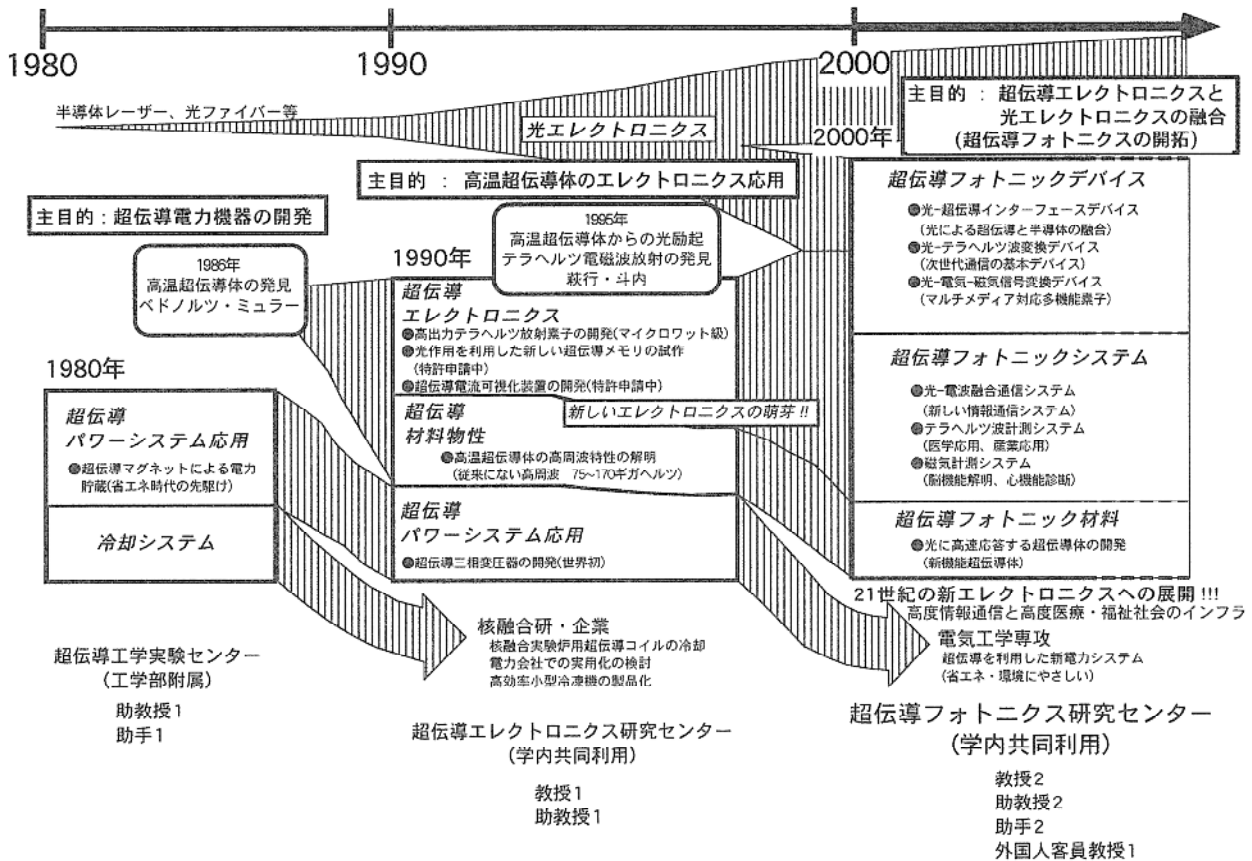 1980
1990
2000
半導体レーザー、光ファイバー等
光エレクトロニクス
2000年
主目的 : 超伝導エレクトロニクスと
光エレクトロニクスの融合
(超伝導フォトニクスの開拓)
主目的 : 高温超伝導体のエレクトロニクス応用
主目的:超伝導電力機器の開発
1986年
高温超伝導体の発見
ベドノルツ・ミュラー
1995年
高温超伝導体からの光励起
テラヘルツ電磁波放射の発見
萩行・斗内
1980年
超伝導
パワーシステム応用
●超伝導マグネットによる電力
貯蔵(省エネ時代の先駆け)
冷却システム
超伝導工学実験センター
(工学部附属)
助教授1
助手1
1990年
超伝導
エレクトロニクス
●高出力テラヘルツ放射素子の開発(マイクロワット級)
●光作用を利用した新しい超伝導メモリの試作
(特許申請中)
●超伝導電流可視化装置の開発(特許申請中)
新しいエレクトロニクスの萌芽!!
超伝導
材料物性
●高温超伝導体の高周波特性の解明
(従来にない高周波 75~170ギガヘルツ)
超伝導
パワーシステム応用
●超伝導三相変圧器の開発(世界初)
核融合研・企業
核融合実験炉用超伝導コイルの冷却
電力会社での実用化の検討
高効率小型冷凍機の製品化
超伝導エレクトロニクス研究センター
(学内共同利用)
教授1
助教授1
超伝導フォトニックデバイス
●光-超伝導インターフェースデバイス
(光による超伝導と半導体の融合)
●光-テラヘルツ波変換デバイス
(次世代通信の基本デバイス)
●光-電気-磁気信号変換デバイス
(マルチメディア対応多機能素子)
超伝導フォトニックシステム
●光-電波融合通信システム
(新しい情報通信システム)
●テラヘルツ波計測システム
(医学応用、産業応用)
●磁気計測システム
(脳機能解明、心機能診断)
超伝導フォトニック材料
●光に高速応答する超伝導体の開発
(新機能超伝導体)
21世紀の新エレクトロニクスへの展開!!!
高度情報通信と高度医療・福祉社会のインフラ
電気工学専攻
超伝導を利用した新電力システム
(省エネ・環境にやさしい)
超伝導フォトニクス研究センター
(学内共同利用)
教授2
助教授2
助手2
外国人客員教授1